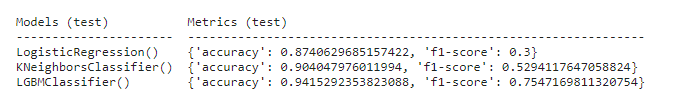 Models (test) Metrics (test)
--------------------- -------------------------------------------------------------
LogisticRegression() {'accuracy': 0.8740629685157422, 'f1-score': 0.3}
KNeighborsClassifier() {'accuracy': 0.904047976011994, 'f1-score': 0.5294117647058824}
LGBMClassifier() {'accuracy': 0.9415292353823088, 'f1-score': 0.7547169811320754}